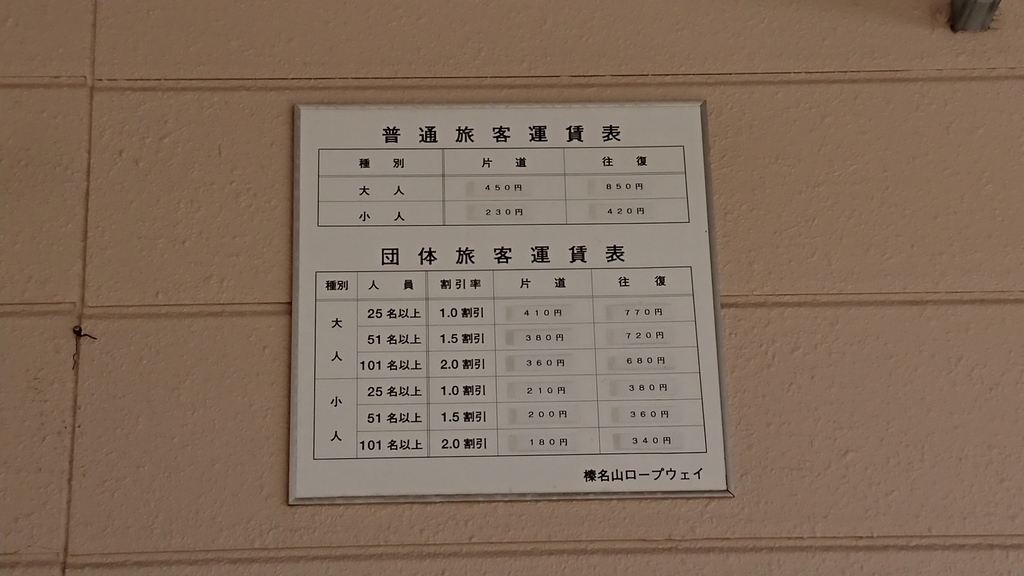 普通旅客運賃表
種別 片道 往復
大人 450円 850円
小人 230円 420円
団体旅客運賃表
種別 人員 割引率 片道 往復
大人 25名以上 1.0割引 410円 770円
51名以上 1.5割引 380円 720円
101名以上 2.0割引 360円 680円
小人 25名以上 1.0割引 210円 380円
51名以上 1.5割引 200円 360円
101名以上 2.0割引 180円 340円
榛名山ロープウェイ